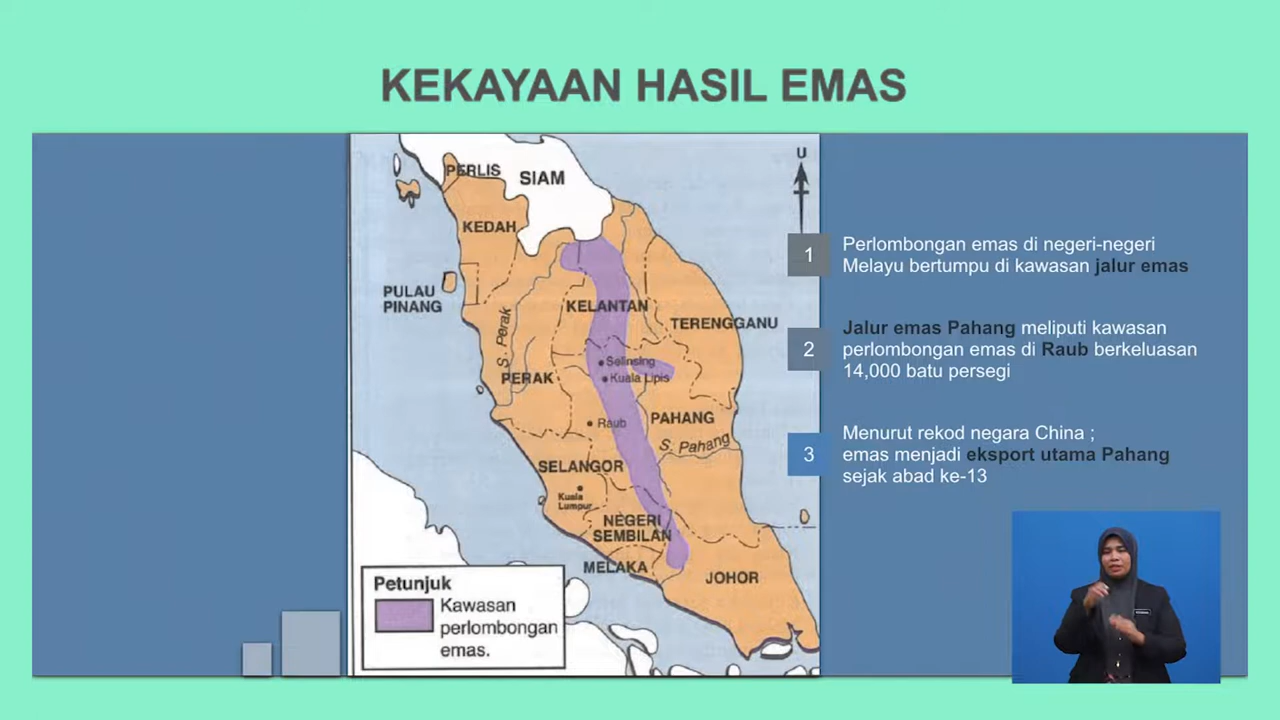 KEKAYAAN HASIL EMAS
U
PERLIS
SIAM
KEDAH
PULAU
PINANG
S. Perak
KELANTAN
TERENGGANU
Selinsing
Kuala Lipis
PERAK
PAHANG
Raub
S. Pahang
SELANGOR
Kuala
Lumpur
NEGERI
SEMBILAN
MELAKA
JOHOR
Petunjuk
Kawasan
perlombongan
emas.
1
Perlombongan emas di negeri-negeri
Melayu bertumpu di kawasan jalur emas
2
Jalur emas Pahang meliputi kawasan
perlombongan emas di Raub berkeluasan
14,000 batu persegi
3
Menurut rekod negara China ;
emas menjadi eksport utama Pahang
sejak abad ke-13